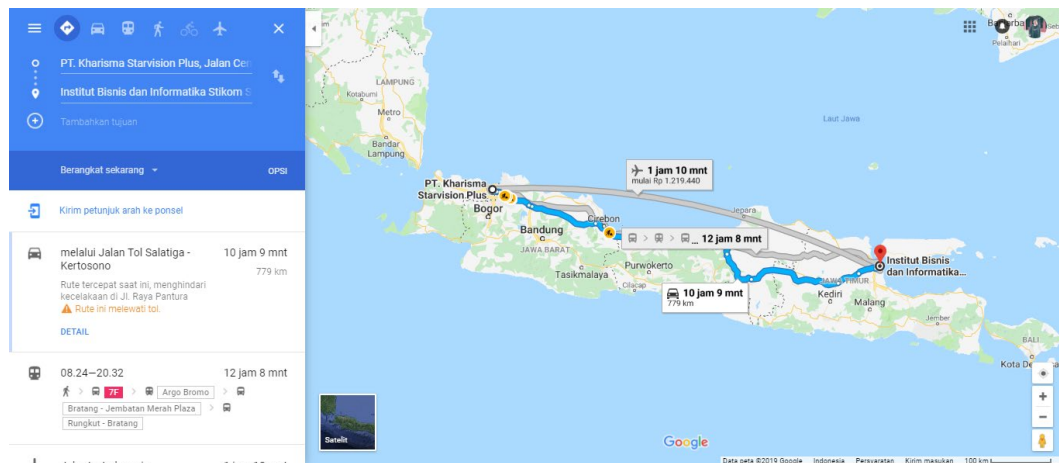 PT. Kharisma Starvision Plus, Jalan Cer
Institut Bisnis dan Informatika Stikom S
Tambahkan tujuan
Berangkat sekarang
OPSI
Kirim petunjuk arah ke ponsel
melalui Jalan Tol Salatiga -
Kertosono
10 jam 9 mnt
779 km
Rute tercepat saat ini, menghindari
kecelakaan di Jl. Raya Pantura
Rute ini melewati tol.
DETAIL
08.24—20.32
12 jam 8 mnt
7F
Argo Bromo
Bratang - Jembatan Merah Plaza
Rungkut - Bratang
LAMPUNG
Kotabumi
Metro
Bandar
Lampung
Pelaihari
Laut Jawa
PT. Kharisma
Starvision Plus
Bogor
1 jam 10 mnt
mulai Rp 1.219.440
Jepara
Cirebon
Bandung
JAWA BARAT
... 12 jam 8 mnt
Tasikmalaya
Purwokerto
Cilacap
10 jam 9 mnt
779 km
Institut Bisnis
dan Informatika...
JAWA TIMUR
Kediri
Malang
Jember
BALI
Satelit
Google
Data peta ©2019 Google
Indonesia
Persyaratan
Kirim masukan
100 km